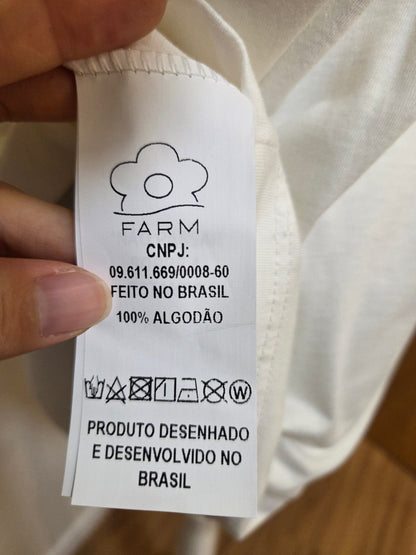 FARM
CNPJ:
09.611.669/0008-60
FEITO NO BRASIL
100% ALGODÃO
W
PRODUTO DESENHADO
E DESENVOLVIDO NO
BRASIL